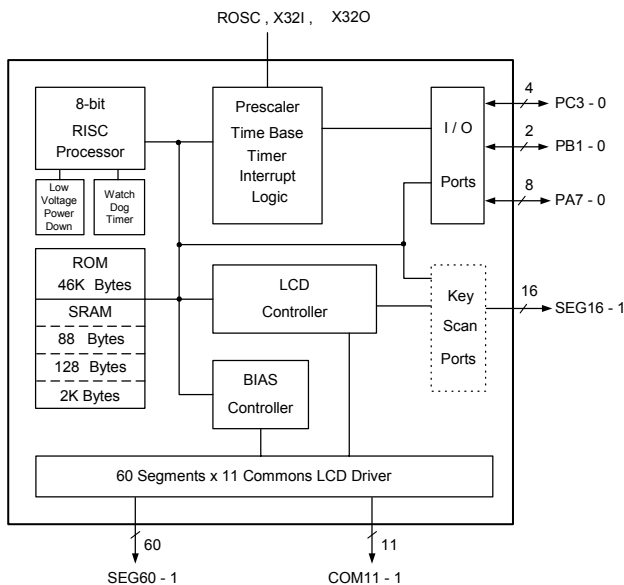 ROSC , X32I ,    X32O
8-bit
RISC
Processor
Low
Voltage
Power
Down
Watch
Dog
Timer
Prescaler
Time Base
Timer
Interrupt
Logic
I / O
Ports
4
PC3 - 0
2
PB1 - 0
8
PA7 - 0
ROM
46K Bytes
SRAM
88 Bytes
128 Bytes
2K Bytes
LCD
Controller
Key
Scan
Ports
16
SEG16 - 1
BIAS
Controller
60 Segments x 11 Commons LCD Driver
60
11
SEG60 - 1
COM11 - 1